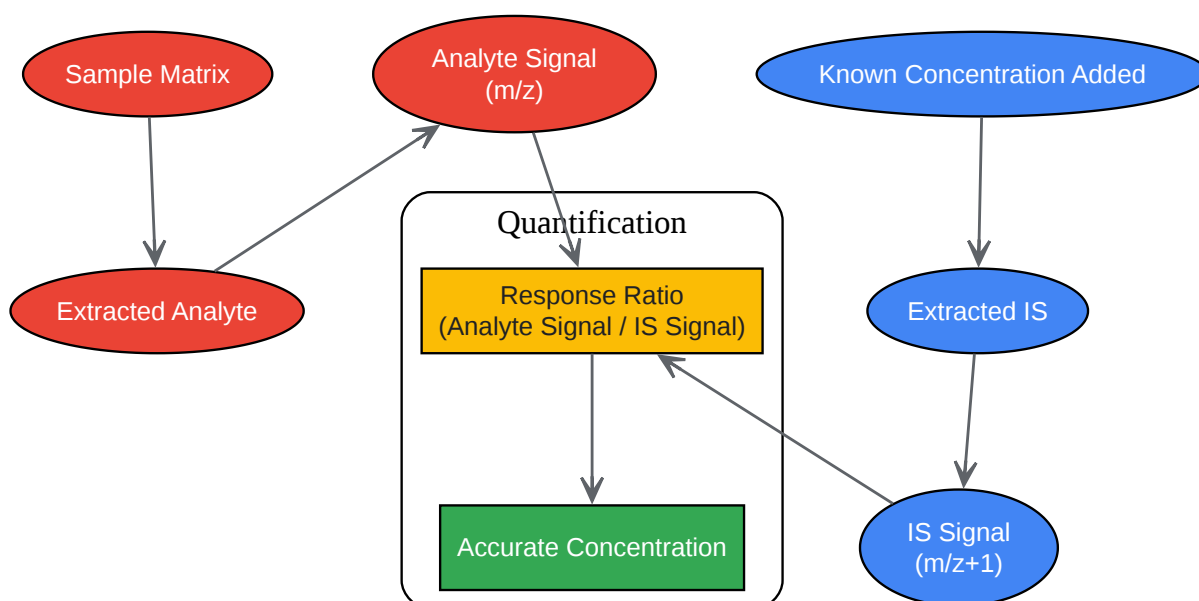 Sample Matrix
Analyte Signal
(m/z)
Known Concentration Added
Quantification
Extracted Analyte
Response Ratio
(Analyte Signal / IS Signal)
Extracted IS
Accurate Concentration
IS Signal
(m/z+1)